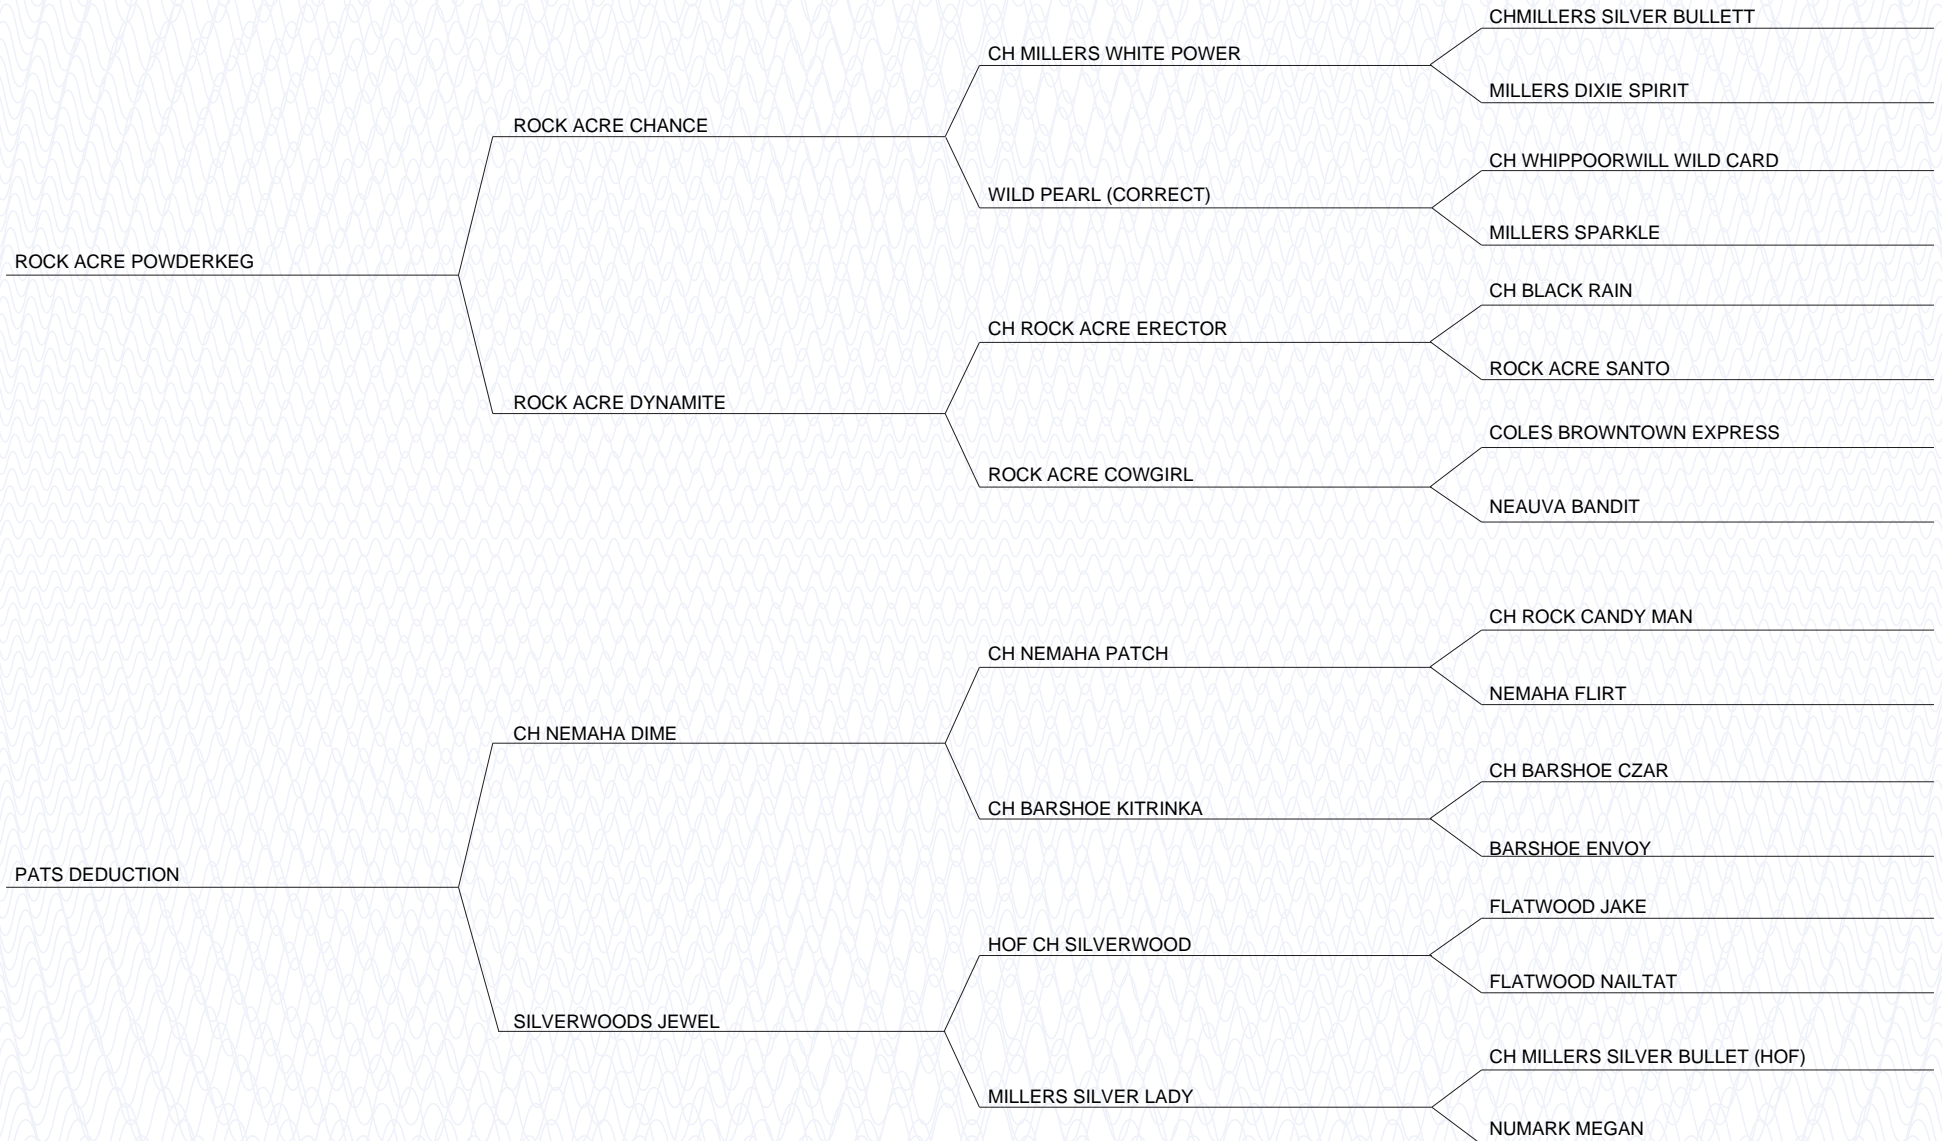 CHMILLERS SILVER BULLETT
CH MILLERS WHITE POWER
MILLERS DIXIE SPIRIT
ROCK ACRE CHANCE
CH WHIPPOORWILL WILD CARD
WILD PEARL (CORRECT)
MILLERS SPARKLE
ROCK ACRE POWDERKEG
CH BLACK RAIN
CH ROCK ACRE ERECTOR
ROCK ACRE SANTO
ROCK ACRE DYNAMITE
COLES BROWNTOWN EXPRESS
ROCK ACRE COWGIRL
NEAUVA BANDIT
CH ROCK CANDY MAN
CH NEMAHA PATCH
NEMAHA FLIRT
CH NEMAHA DIME
CH BARSHOE CZAR
CH BARSHOE KITRINKA
BARSHOE ENVOY
PATS DEDUCTION
FLATWOOD JAKE
HOF CH SILVERWOOD
FLATWOOD NAILTAT
SILVERWOODS JEWEL
CH MILLERS SILVER BULLET (HOF)
MILLERS SILVER LADY
NUMARK MEGAN